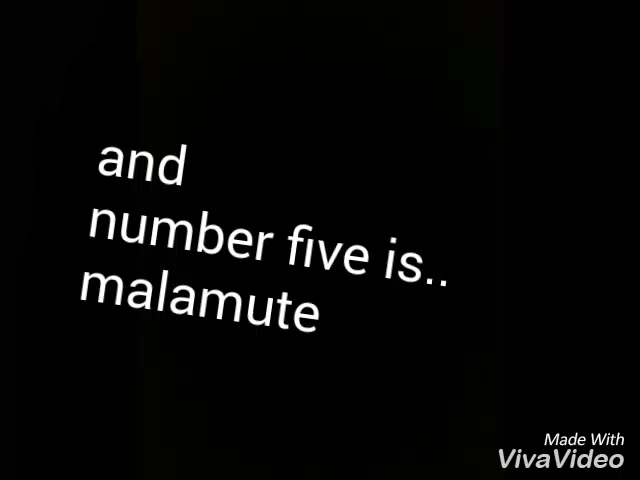 and
number five is..
malamute
Made With
VivaVideo